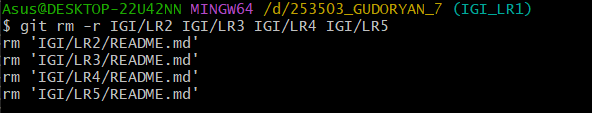 Asus@DESKTOP-22U42NN MINGW64 /d/253503_GUDORYAN_7 (IGI_LR1)
$ git rm -r IGI/LR2 IGI/LR3 IGI/LR4 IGI/LR5
rm 'IGI/LR2/README.md'
rm 'IGI/LR3/README.md'
rm 'IGI/LR4/README.md'
rm 'IGI/LR5/README.md'